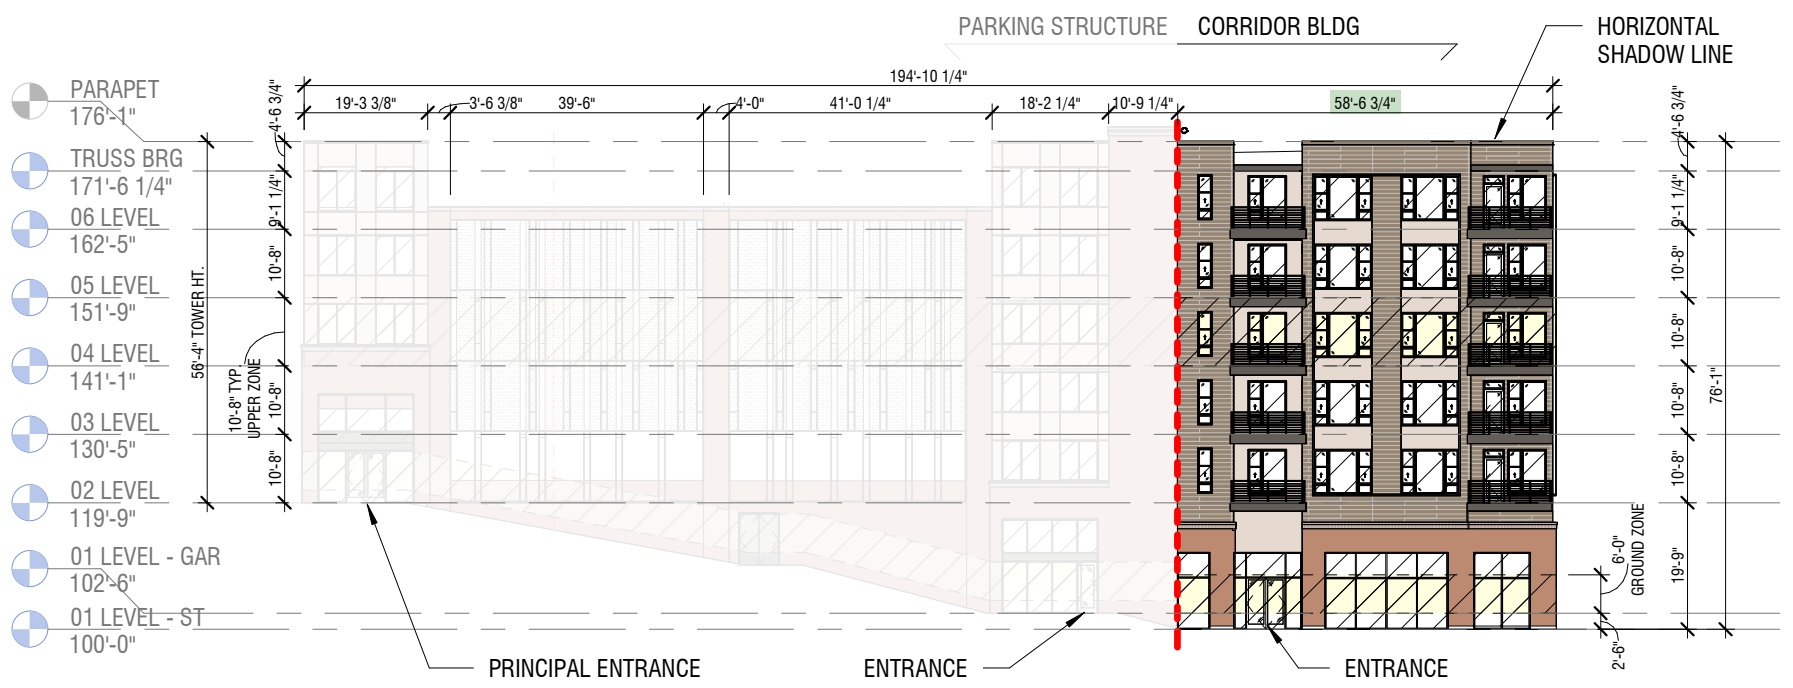 PARKING STRUCTURE CORRIDOR BLDG
HORIZONTAL
SHADOW LINE
194'-10 1/4"
19'-3 3/8" 3'-6 3/8" 39'-6" 4'-0" 41'-0 1/4" 18'-2 1/4" 10'-9 1/4" 58'-6 3/4"
PARAPET
176'-1"
TRUSS BRG
171'-6 1/4"
06 LEVEL
162'-5"
05 LEVEL
151'-9"
04 LEVEL
141'-1"
03 LEVEL
130'-5"
02 LEVEL
119'-9"
01 LEVEL - GAR
102'-6"
01 LEVEL - ST
100'-0"
56'-4" TOWER HT.
10'-8" TYP.
UPPER ZONE
4'-6 3/4"
9'-1 1/4"
10'-8"
10'-8"
10'-8"
4'-6 3/4"
9'-1 1/4"
10'-8"
10'-8"
10'-8"
10'-8"
19'-9"
76'-1"
6'-0"
GROUND ZONE
2'-6"
PRINCIPAL ENTRANCE
ENTRANCE
ENTRANCE